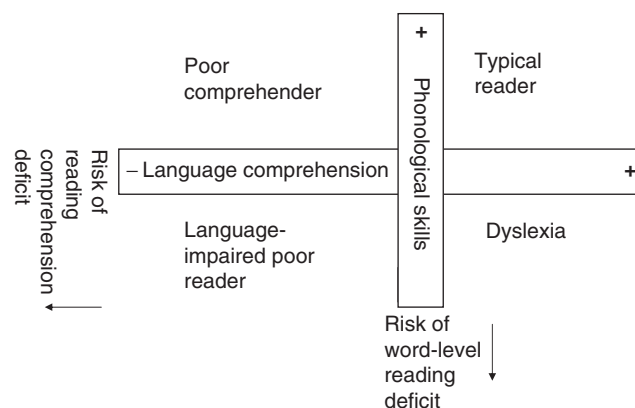 Poor
comprehender
+
Typical
reader
Phonological skills
Risk of
reading
comprehension
deficit
– Language comprehension
+
Language-
impaired poor
reader
Dyslexia
Risk of
word-level
reading
deficit